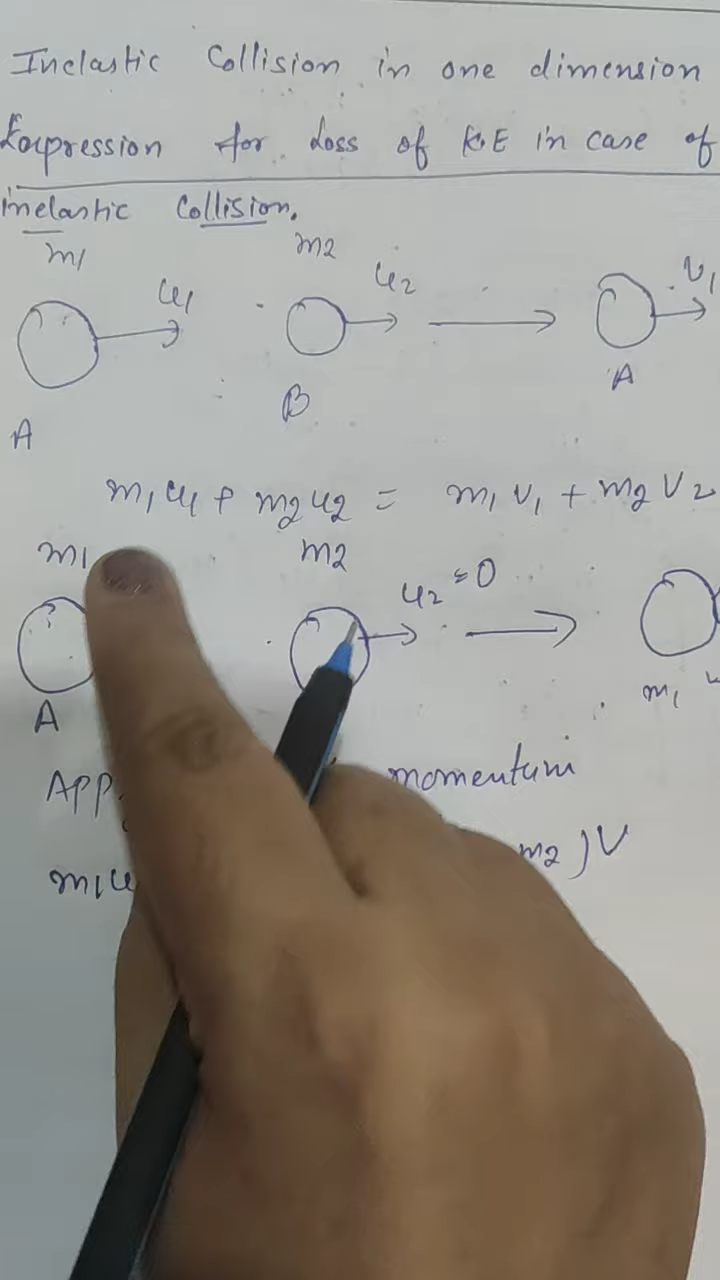 Inelastic Collision in one dimension
Expression for Loss of K.E in case of
inelastic Collision.
m1 m2
u1 u2 v1
A B A
m1u1 + m2u2 = m1v1 + m2v2
m1 m2
u2=0
A m1
momentum
m1u m2)V